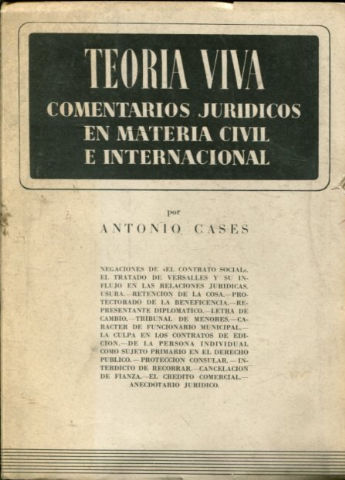 TEORIA VIVA
COMENTARIOS JURIDICOS
EN MATERIA CIVIL
E INTERNACIONAL
por
ANTONIO CASES
NEGACIONES DE «EL CONTRATO SOCIAL».
EL TRATADO DE VERSALLES Y SU IN-
FLUJO EN LAS RELACIONES JURIDICAS.
USURA.—RETENCION DE LA COSA.—PRO-
TECTORADO DE LA BENEFICENCIA.—RE-
PRESENTANTE DIPLOMATICO.—LETRA DE
CAMBIO.—TRIBUNAL DE MENORES.—CA-
RACTER DE FUNCIONARIO MUNICIPAL.—
LA CULPA EN LOS CONTRATOS DE EDI-
CION.—DE LA PERSONA INDIVIDUAL
COMO SUJETO PRIMARIO EN EL DERECHO
PUBLICO.—PROTECCION CONSULAR.—IN-
TERDICTO DE RECOBRAR.—CANCELACION
DE FIANZA.—EL CREDITO COMERCIAL.—
ANECDOTARIO JURIDICO.